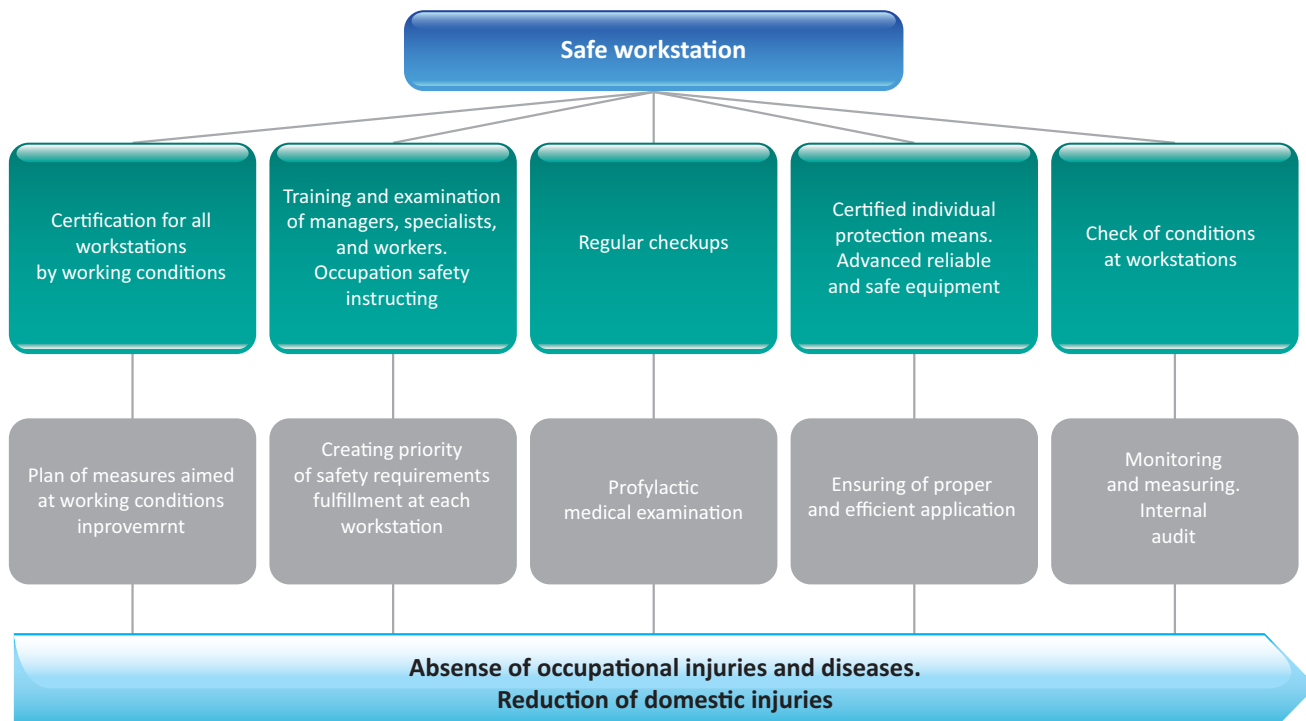 Safe workstation
Certification for all
workstations
by working conditions
Training and examination
of managers, specialists,
and workers.
Occupation safety
instructing
Regular checkups
Certified individual
protection means.
Advanced reliable
and safe equipment
Check of conditions
at workstations
Plan of measures aimed
at working conditions
inprovemrnt
Creating priority
of safety requirements
fulfillment at each
workstation
Profylactic
medical examination
Ensuring of proper
and efficient application
Monitoring
and measuring.
Internal
audit
Absense of occupational injuries and diseases.
Reduction of domestic injuries